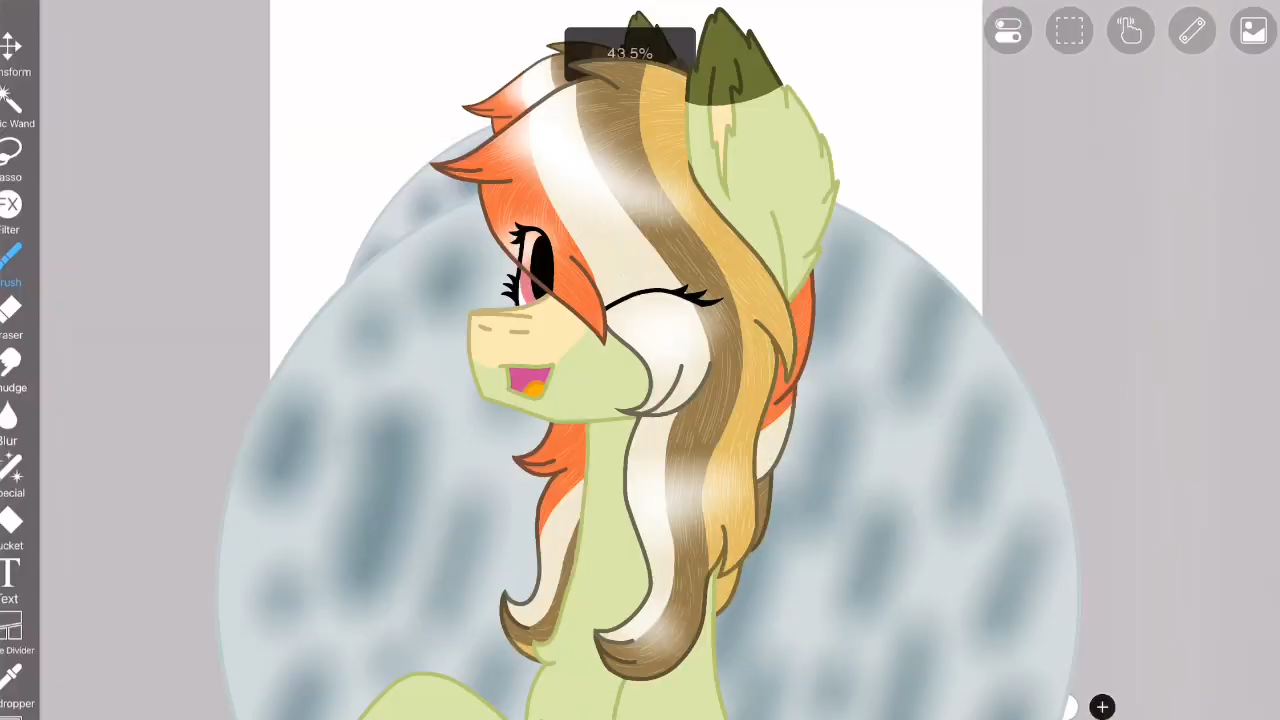 43.5%
nsform
ic Wand
asso
FX
Filter
rush
raser
mudge
Blur
pecial
ucket
T
Text
e Divider
dropper